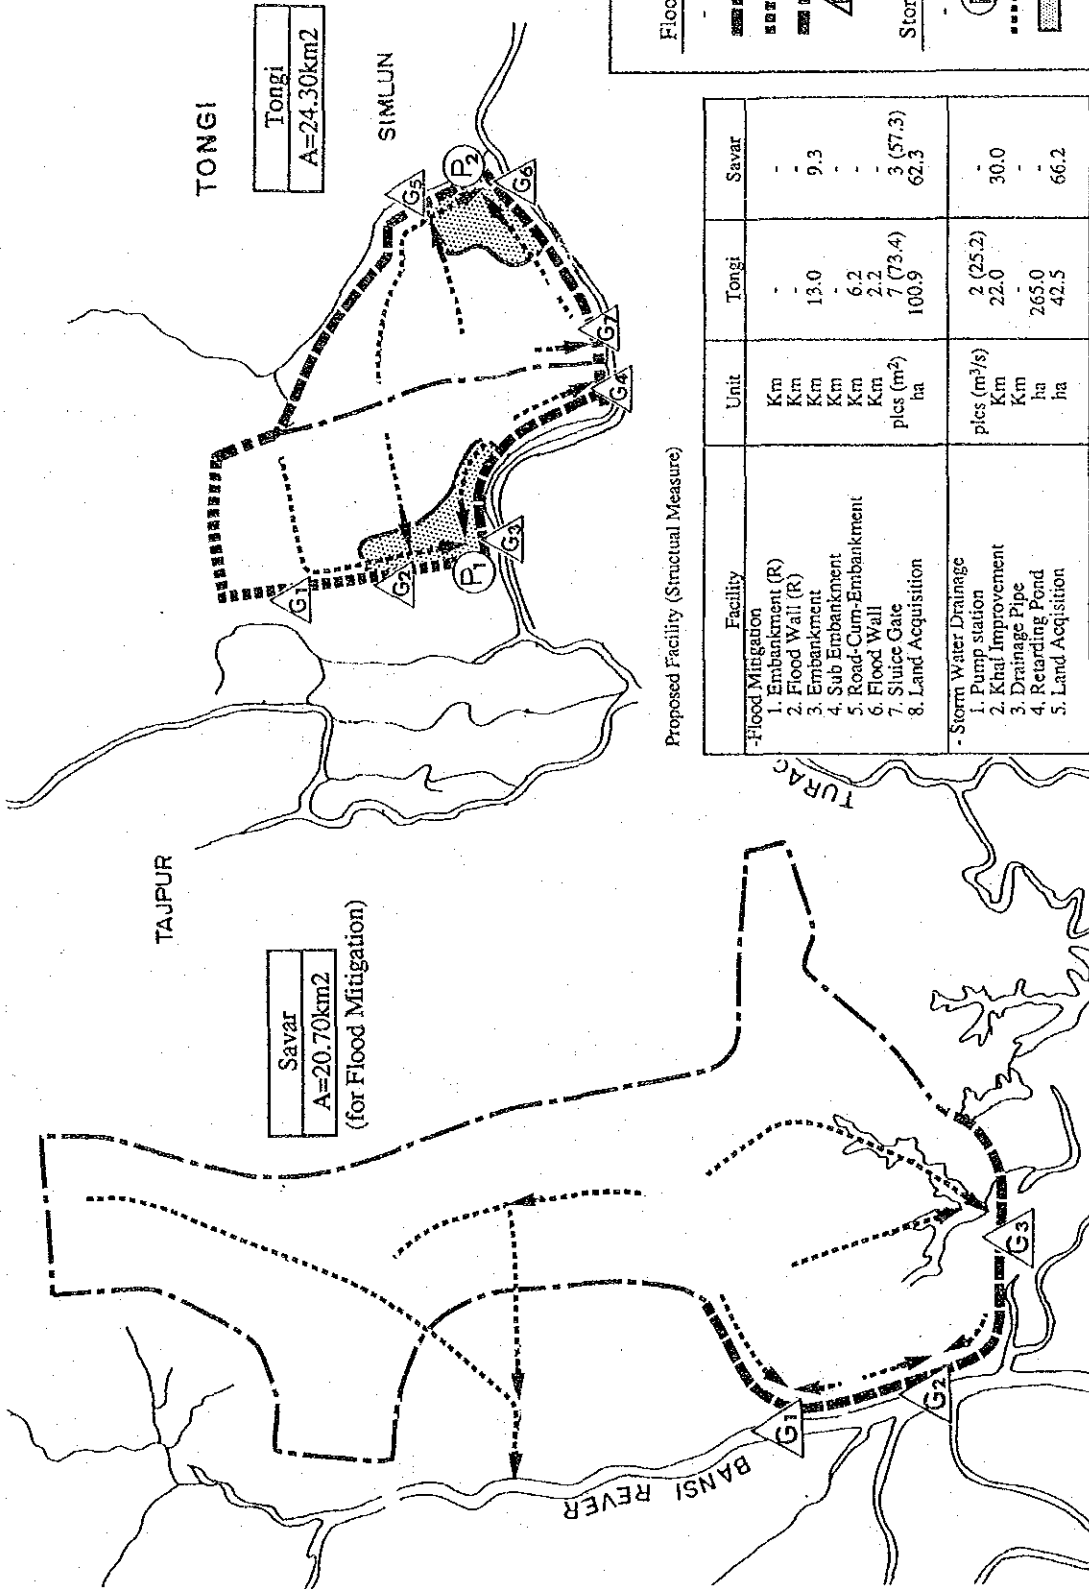 TONGI
Tongi
A=24.30km2
SIMLUN
TAJPUR
Savar
A=20.70km2
(for Flood Mitigation)
G1
G2
G3
G4
G5
G6
G7
P1
P2
BANSI REVER
G1
G2
G3
TURAG
Proposed Facility (Structual Measure)
Facility Unit Tongi Savar
-Flood Mitigation
1. Embankment (R) Km - -
2. Flood Wall (R) Km - -
3. Embankment Km 13.0 9.3
4. Sub Embankment Km - -
5. Road-Cum-Embankment Km 6.2 -
6. Flood Wall Km 2.2 -
7. Sluice Gate plcs (m²) 7 (73.4) 3 (57.3)
8. Land Acquisition ha 100.9 62.3
- Storm Water Drainage
1. Pump station plcs (m³/s) 2 (25.2) -
2. Khal Improvement Km 22.0 30.0
3. Drainage Pipe Km - -
4. Retarding Pond ha 265.0 -
5. Land Acqisition ha 42.5 66.2
Floo
-
Stor
-